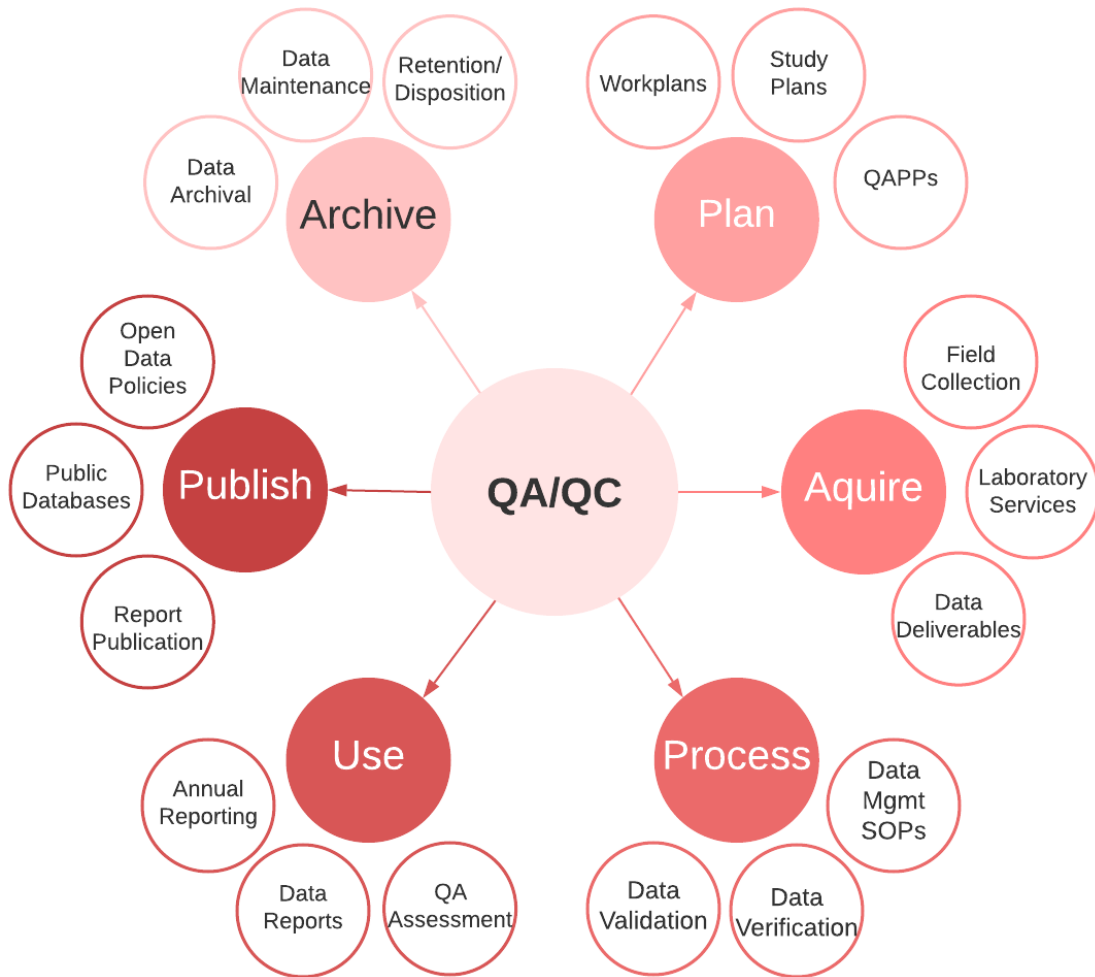 Data
Maintenance
Retention/
Disposition
Data
Archival
Archive
Workplans
Study
Plans
QAPPs
Plan
Open
Data
Policies
Public
Databases
Report
Publication
Publish
QA/QC
Field
Collection
Laboratory
Services
Data
Deliverables
Aquire
Use
Annual
Reporting
Data
Reports
QA
Assessment
Process
Data
Mgmt
SOPs
Data
Validation
Data
Verification